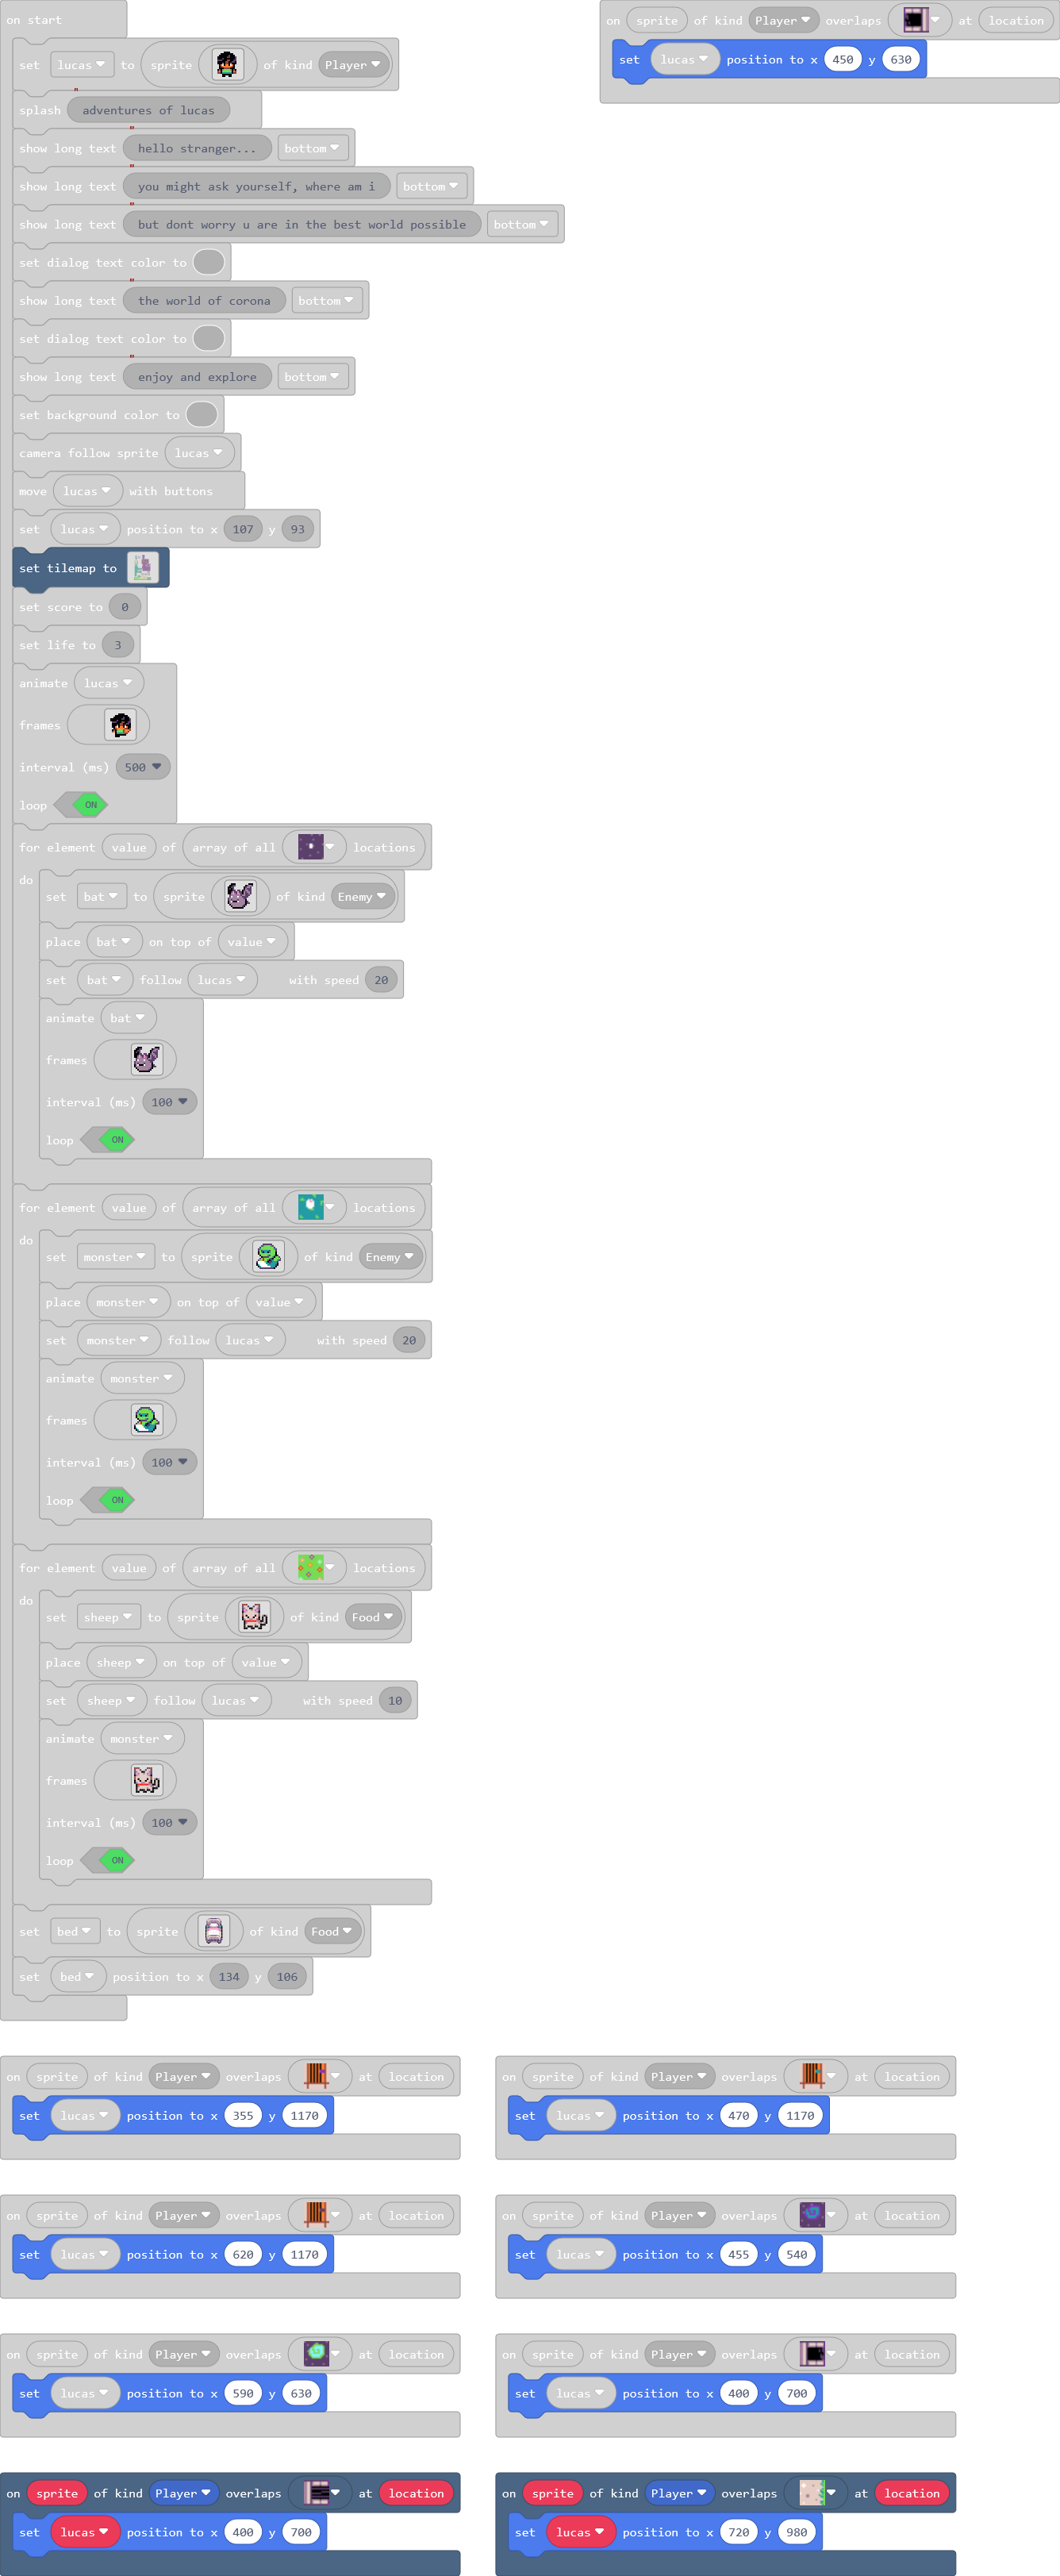 on start
set lucas to sprite of kind Player
splash " adventures of lucas "
show long text " hello stranger... " bottom
show long text " you might ask yourself, where am i " bottom
show long text " but dont worry u are in the best world possible " bottom
set dialog text color to
show long text " the world of corona " bottom
set dialog text color to
show long text " enjoy and explore " bottom
set background color to
camera follow sprite lucas
move lucas with buttons
set lucas position to x 107 y 93
set tilemap to
set score to 0
set life to 3
animate lucas
frames
interval (ms) 500
loop ON
for element value of array of all locations
do
set bat to sprite of kind Enemy
place bat on top of value
set bat follow lucas with speed 20
animate bat
frames
interval (ms) 100
loop ON
for element value of array of all locations
do
set monster to sprite of kind Enemy
place monster on top of value
set monster follow lucas with speed 20
animate monster
frames
interval (ms) 100
loop ON
for element value of array of all locations
do
set sheep to sprite of kind Food
place sheep on top of value
set sheep follow lucas with speed 10
animate monster
frames
interval (ms) 100
loop ON
set bed to sprite of kind Food
set bed position to x 134 y 106
on sprite of kind Player overlaps at location
set lucas position to x 450 y 630
on sprite of kind Player overlaps at location
set lucas position to x 355 y 1170
on sprite of kind Player overlaps at location
set lucas position to x 470 y 1170
on sprite of kind Player overlaps at location
set lucas position to x 620 y 1170
on sprite of kind Player overlaps at location
set lucas position to x 455 y 540
on sprite of kind Player overlaps at location
set lucas position to x 590 y 630
on sprite of kind Player overlaps at location
set lucas position to x 400 y 700
on sprite of kind Player overlaps at location
set lucas position to x 400 y 700
on sprite of kind Player overlaps at location
set lucas position to x 720 y 980